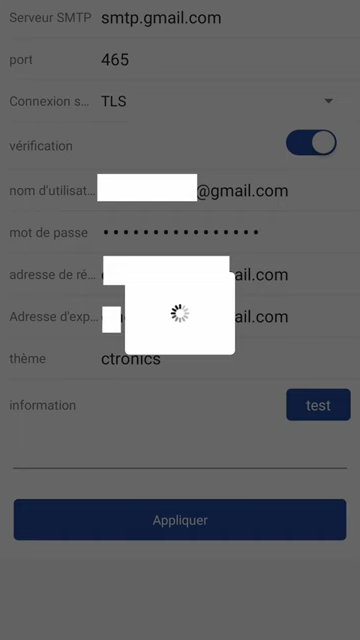 Serveur SMTP smtp.gmail.com
port 465
Connexion s... TLS
vérification
nom d'utilisat... @gmail.com
mot de passe ••••••••••••••••
adresse de ré... ail.com
Adresse d'exp... ail.com
thème ctronics
information test
Appliquer